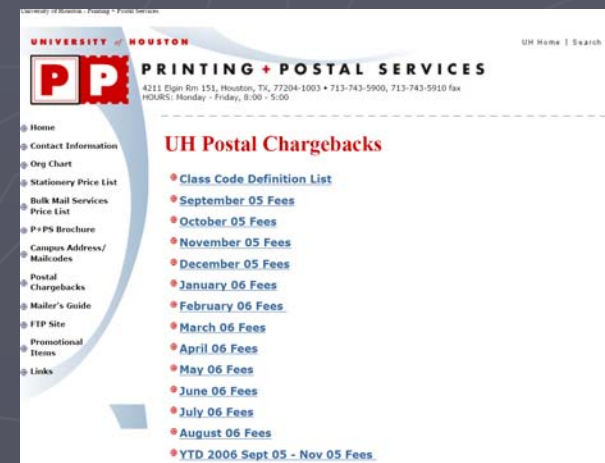 University of Houston - Printing + Postal Services
UNIVERSITY of HOUSTON
UH Home | Search
P P
PRINTING + POSTAL SERVICES
4211 Elgin Rm 151, Houston, TX, 77204-1003 • 713-743-5900, 713-743-5910 fax
HOURS: Monday - Friday, 8:00 - 5:00
Home
Contact Information
Org Chart
Stationery Price List
Bulk Mail Services
Price List
P+PS Brochure
Campus Address/
Mailcodes
Postal
Chargebacks
Mailer's Guide
FTP Site
Promotional
Items
Links
UH Postal Chargebacks
Class Code Definition List
September 05 Fees
October 05 Fees
November 05 Fees
December 05 Fees
January 06 Fees
February 06 Fees
March 06 Fees
April 06 Fees
May 06 Fees
June 06 Fees
July 06 Fees
August 06 Fees
YTD 2006 Sept 05 - Nov 05 Fees